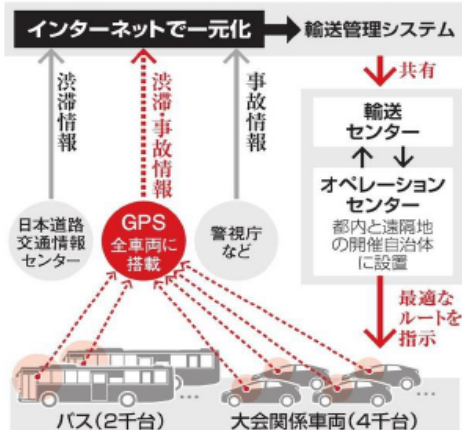 インターネットで一元化
輸送管理システム
渋滞情報
渋滞・事故情報
事故情報
共有
輸送
センター
オペレーション
センター
都内と遠隔地
の開催自治体
に設置
日本道路
交通情報
センター
GPS
全車両に
搭載
警視庁
など
最適な
ルートを
指示
バス(2千台)
大会関係車両(4千台)